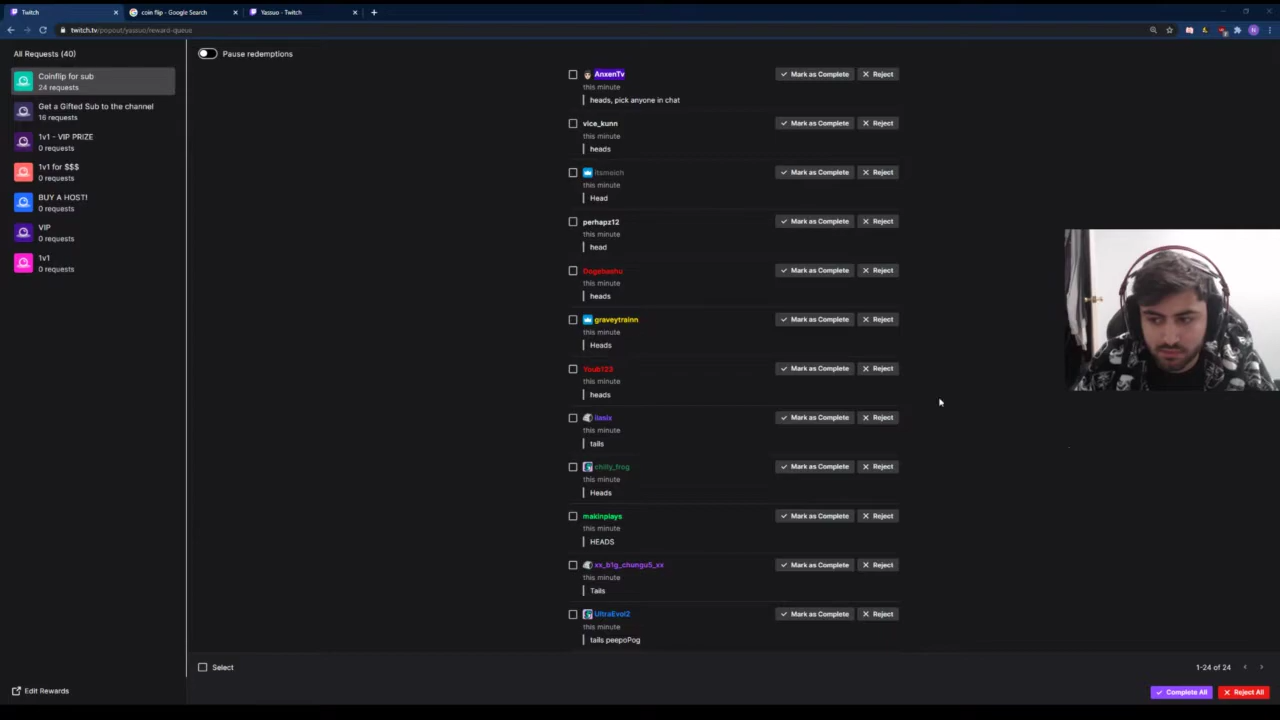 Twitch
coin flip - Google Search
Yassuo - Twitch
twitch.tv/popout/yassuo/reward-queue
All Requests (40)
Coinflip for sub
24 requests
Get a Gifted Sub to the channel
16 requests
1v1 - VIP PRIZE
0 requests
1v1 for $$$
0 requests
BUY A HOST!
0 requests
VIP
0 requests
1v1
0 requests
Edit Rewards
Pause redemptions
AnxenTv
Mark as Complete
Reject
this minute
heads, pick anyone in chat
vice_kunn
Mark as Complete
Reject
this minute
heads
itsmeich
Mark as Complete
Reject
this minute
Head
perhapz12
Mark as Complete
Reject
this minute
head
Mark as Complete
Reject
this minute
heads
graveytrainn
Mark as Complete
Reject
this minute
Heads
Youb123
Mark as Complete
Reject
this minute
heads
Mark as Complete
Reject
this minute
tails
chilly_frog
Mark as Complete
Reject
this minute
Heads
makinplays
Mark as Complete
Reject
this minute
HEADS
xx_b1g_chungu5_xx
Mark as Complete
Reject
this minute
Tails
UltraEvol2
Mark as Complete
Reject
this minute
tails peepoPog
Select
1-24 of 24
Complete All
Reject All